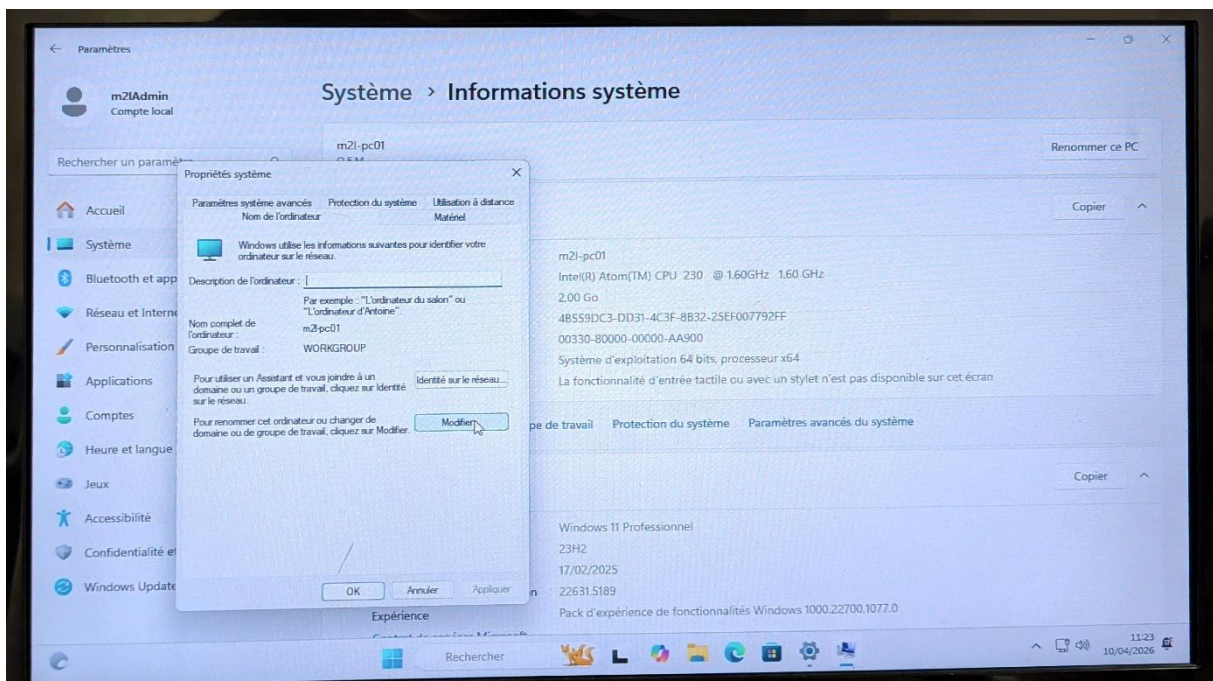 Paramètres
m2lAdmin
Compte local
Système > Informations système
m2l-pc01
Renommer ce PC
Rechercher un paramè
Propriétés système
Paramètres système avancés Protection du système Utilisation à distance
Nom de l'ordinateur Matériel
Windows utilise les informations suivantes pour identifier votre
ordinateur sur le réseau.
Description de l'ordinateur :
Par exemple : "L'ordinateur du salon" ou
"L'ordinateur d'Antoine".
Nom complet de
l'ordinateur :
m2l-pc01
Groupe de travail : WORKGROUP
Pour utiliser un Assistant et vous joindre à un
domaine ou un groupe de travail, cliquez sur Identité
sur le réseau.
Identité sur le réseau...
Pour renommer cet ordinateur ou changer de
domaine ou de groupe de travail, cliquez sur Modifier.
Modifier
OK Annuler Appliquer
Accueil
Système
Bluetooth et app
Réseau et Interne
Personnalisation
Applications
Comptes
Heure et langue
Jeux
Accessibilité
Confidentialité et
Windows Update
Copier
m2l-pc01
Intel(R) Atom(TM) CPU 230 @ 1.60GHz 1.60 GHz
2,00 Go
4B559DC3-DD31-4C3F-8B32-25EF007792FF
00330-80000-00000-AA900
Système d'exploitation 64 bits, processeur x64
La fonctionnalité d'entrée tactile ou avec un stylet n'est pas disponible sur cet écran
pe de travail Protection du système Paramètres avancés du système
Copier
Windows 11 Professionnel
23H2
17/02/2025
n 22631.5189
Expérience Pack d'expérience de fonctionnalités Windows 1000.22700.1077.0
Rechercher
11:23
10/04/2026